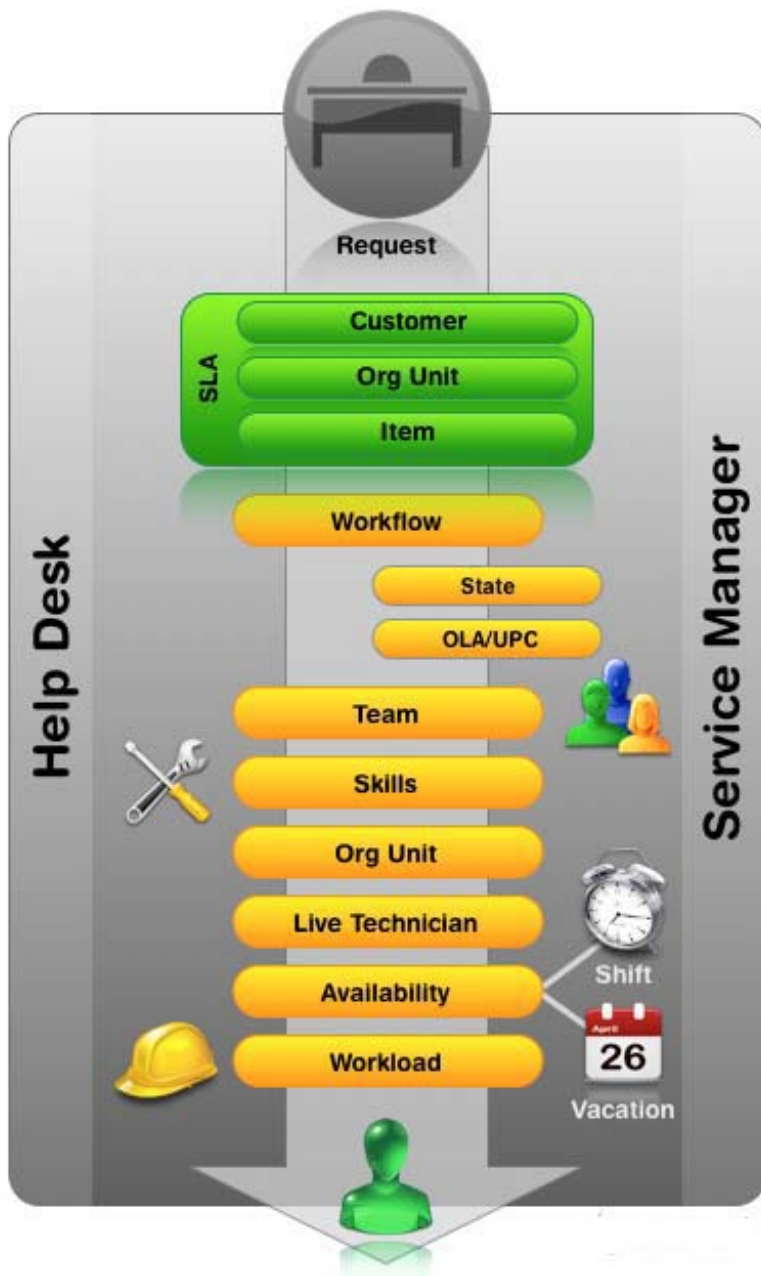 Request
SLA
Customer
Org Unit
Item
Workflow
State
OLA/UPC
Team
Skills
Org Unit
Live Technician
Availability
Workload
Shift
April
26
Vacation
Help Desk
Service Manager